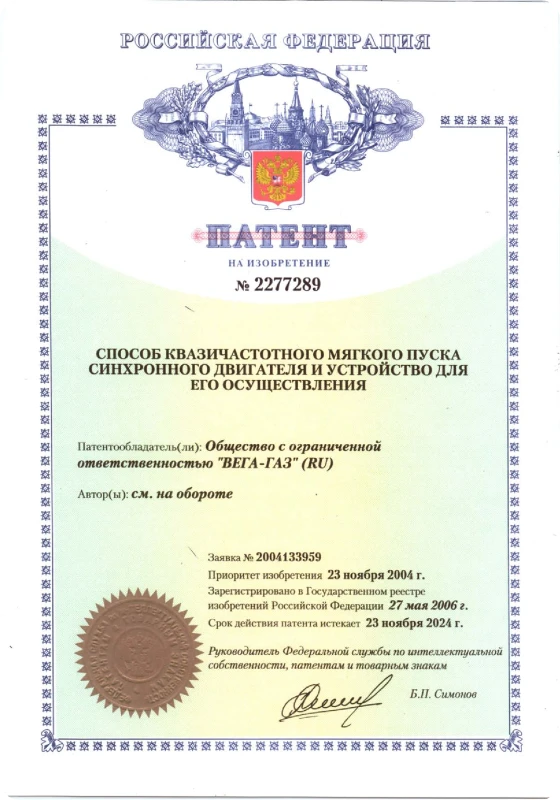 РОССИЙСКАЯ ФЕДЕРАЦИЯ
ПАТЕНТ
НА ИЗОБРЕТЕНИЕ
№ 2277289
СПОСОБ КВАЗИЧАСТОТНОГО МЯГКОГО ПУСКА
СИНХРОННОГО ДВИГАТЕЛЯ И УСТРОЙСТВО ДЛЯ
ЕГО ОСУЩЕСТВЛЕНИЯ
Патентообладатель(ли): Общество с ограниченной
ответственностью "ВЕГА-ГАЗ" (RU)
Автор(ы): см. на обороте
Заявка № 2004133959
Приоритет изобретения 23 ноября 2004 г.
Зарегистрировано в Государственном реестре
изобретений Российской Федерации 27 мая 2006 г.
Срок действия патента истекает 23 ноября 2024 г.
Руководитель Федеральной службы по интеллектуальной
собственности, патентам и товарным знакам
Б.П. Симонов